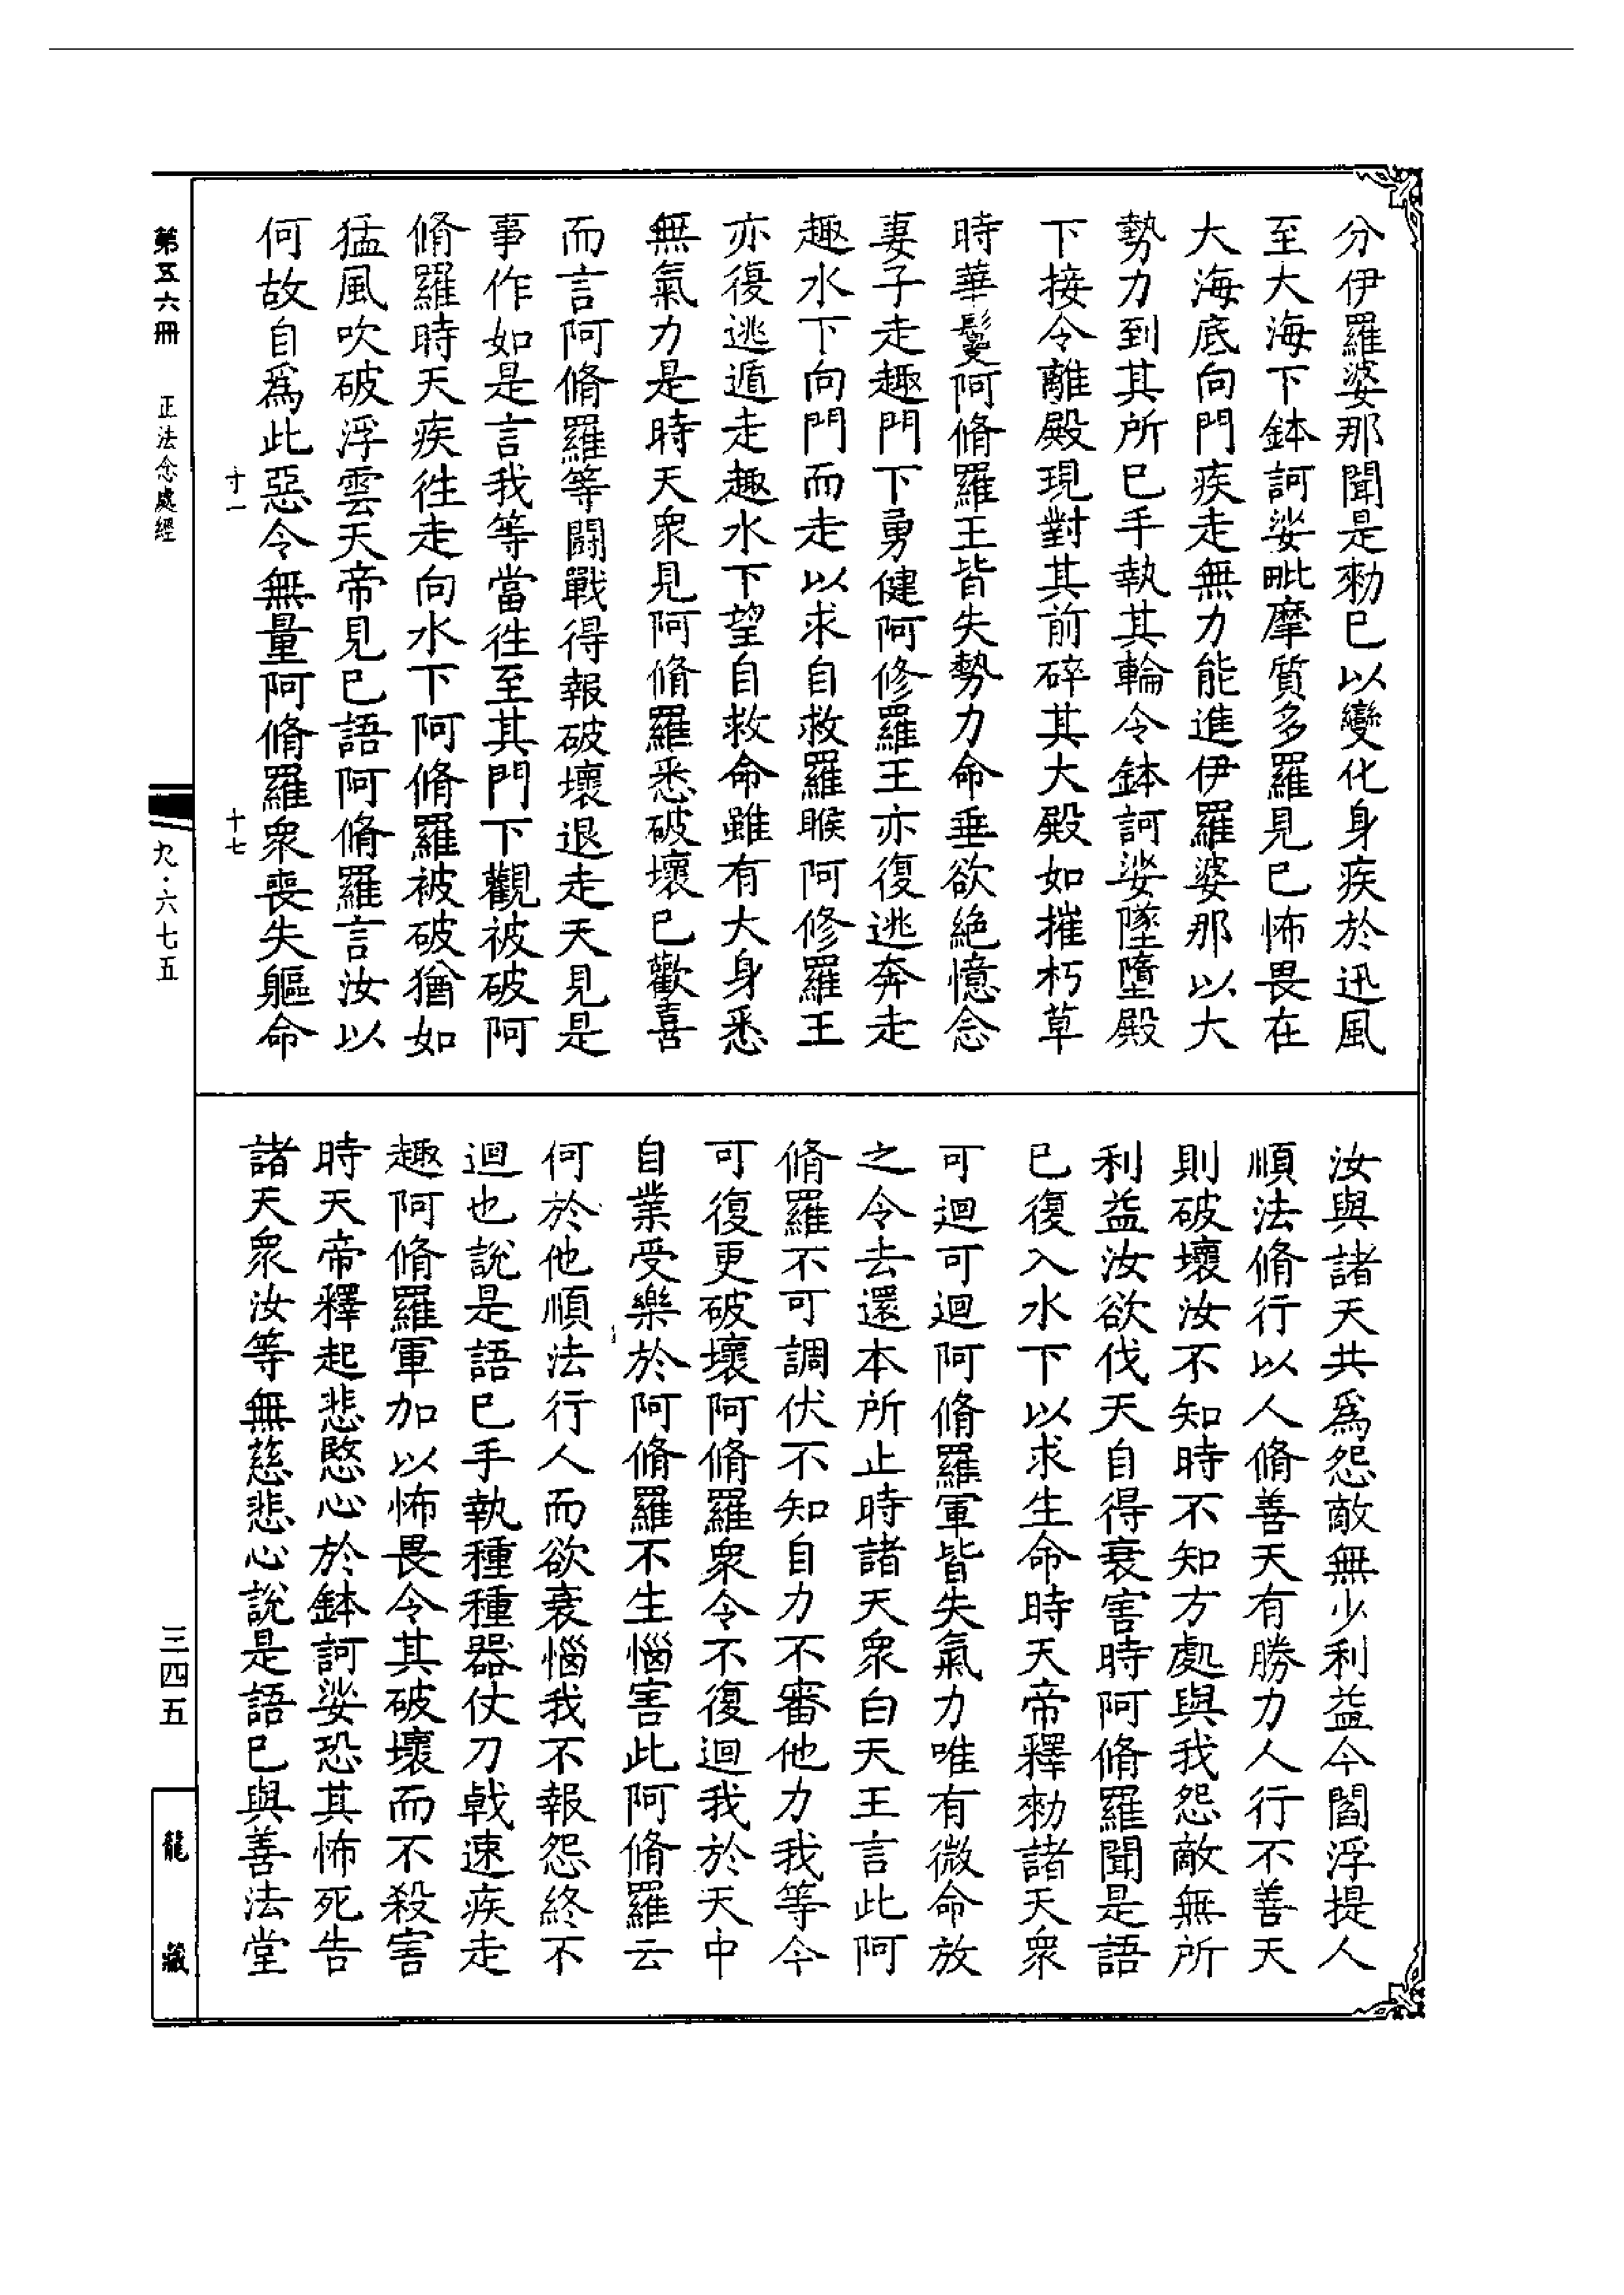 分伊羅婆那聞是勑已以變化身疾於迅風
至大海下鉢訶娑毗摩質多羅見已怖畏在
大海底向門疾走無力能進伊羅婆那以大
勢力到其所已手執其輪令鉢訶娑墜墮殿
下接令離殿現對其前碎其大殿如摧朽草
時華鬘阿脩羅王皆失勢力命垂欲絶憶念
妻子走趣門下勇健阿修羅王亦復逃奔走
趣水下向門而走以求自救羅睺阿修羅王
亦復逃遁走趣水下望自救命雖有大身悉
無氣力是時天衆見阿脩羅悉破壞已歡喜
而言阿脩羅等鬭戰得報破壞退走天見是
事作如是言我等當徃至其門下觀被破阿
脩羅時天疾徃走向水下阿脩羅被破猶如
猛風吹破浮雲天帝見已語阿脩羅言汝以
何故自爲此惡令無量阿脩羅衆喪失軀命
汝與諸天共爲怨敵無少利益今閻浮提人
順法脩行以人脩善天有勝力人行不善天
則破壞汝不知時不知方處與我怨敵無所
利益汝欲伐天自得衰害時阿脩羅聞是語
已復入水下以求生命時天帝釋勑諸天衆
可迴可迴阿脩羅軍皆失氣力唯有微命放
之令去還本所止時諸天衆白天王言此阿
脩羅不可調伏不知自力不審他力我等今
可復更破壞阿脩羅衆令不復迴我於天中
自業受樂於阿脩羅不生惱害此阿脩羅云
何於他順法行人而欲衰惱我不報怨終不
迴也說是語已手執種種器仗刀戟速疾走
趣阿脩羅軍加以怖畏令其破壞而不殺害
時天帝釋起悲愍心於鉢訶娑恐其怖死告
諸天衆汝等無慈悲心說是語已與善法堂
第五六冊
正法念處經
寸一
十七
九·六七五
三四五
龍藏